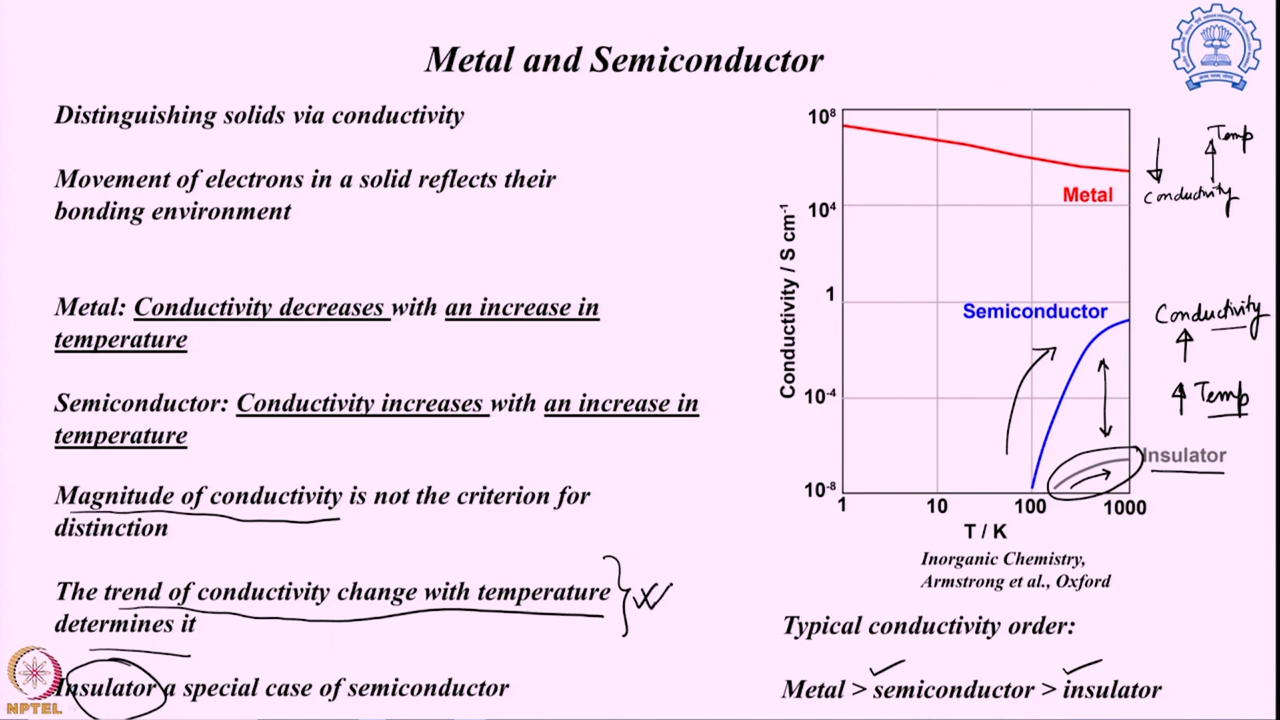 Metal and Semiconductor
Distinguishing solids via conductivity
Movement of electrons in a solid reflects their
bonding environment
Metal: Conductivity decreases with an increase in
temperature
Semiconductor: Conductivity increases with an increase in
temperature
Magnitude of conductivity is not the criterion for
distinction
The trend of conductivity change with temperature
determines it
Insulator a special case of semiconductor
NPTEL
Conductivity / S cm⁻¹
10⁸
10⁴
1
10⁻⁴
10⁻⁸
Metal
Semiconductor
Insulator
1
10
100
1000
T / K
Temp
Conductivity
Conductivity
Temp
Inorganic Chemistry,
Armstrong et al., Oxford
Typical conductivity order:
Metal > semiconductor > insulator